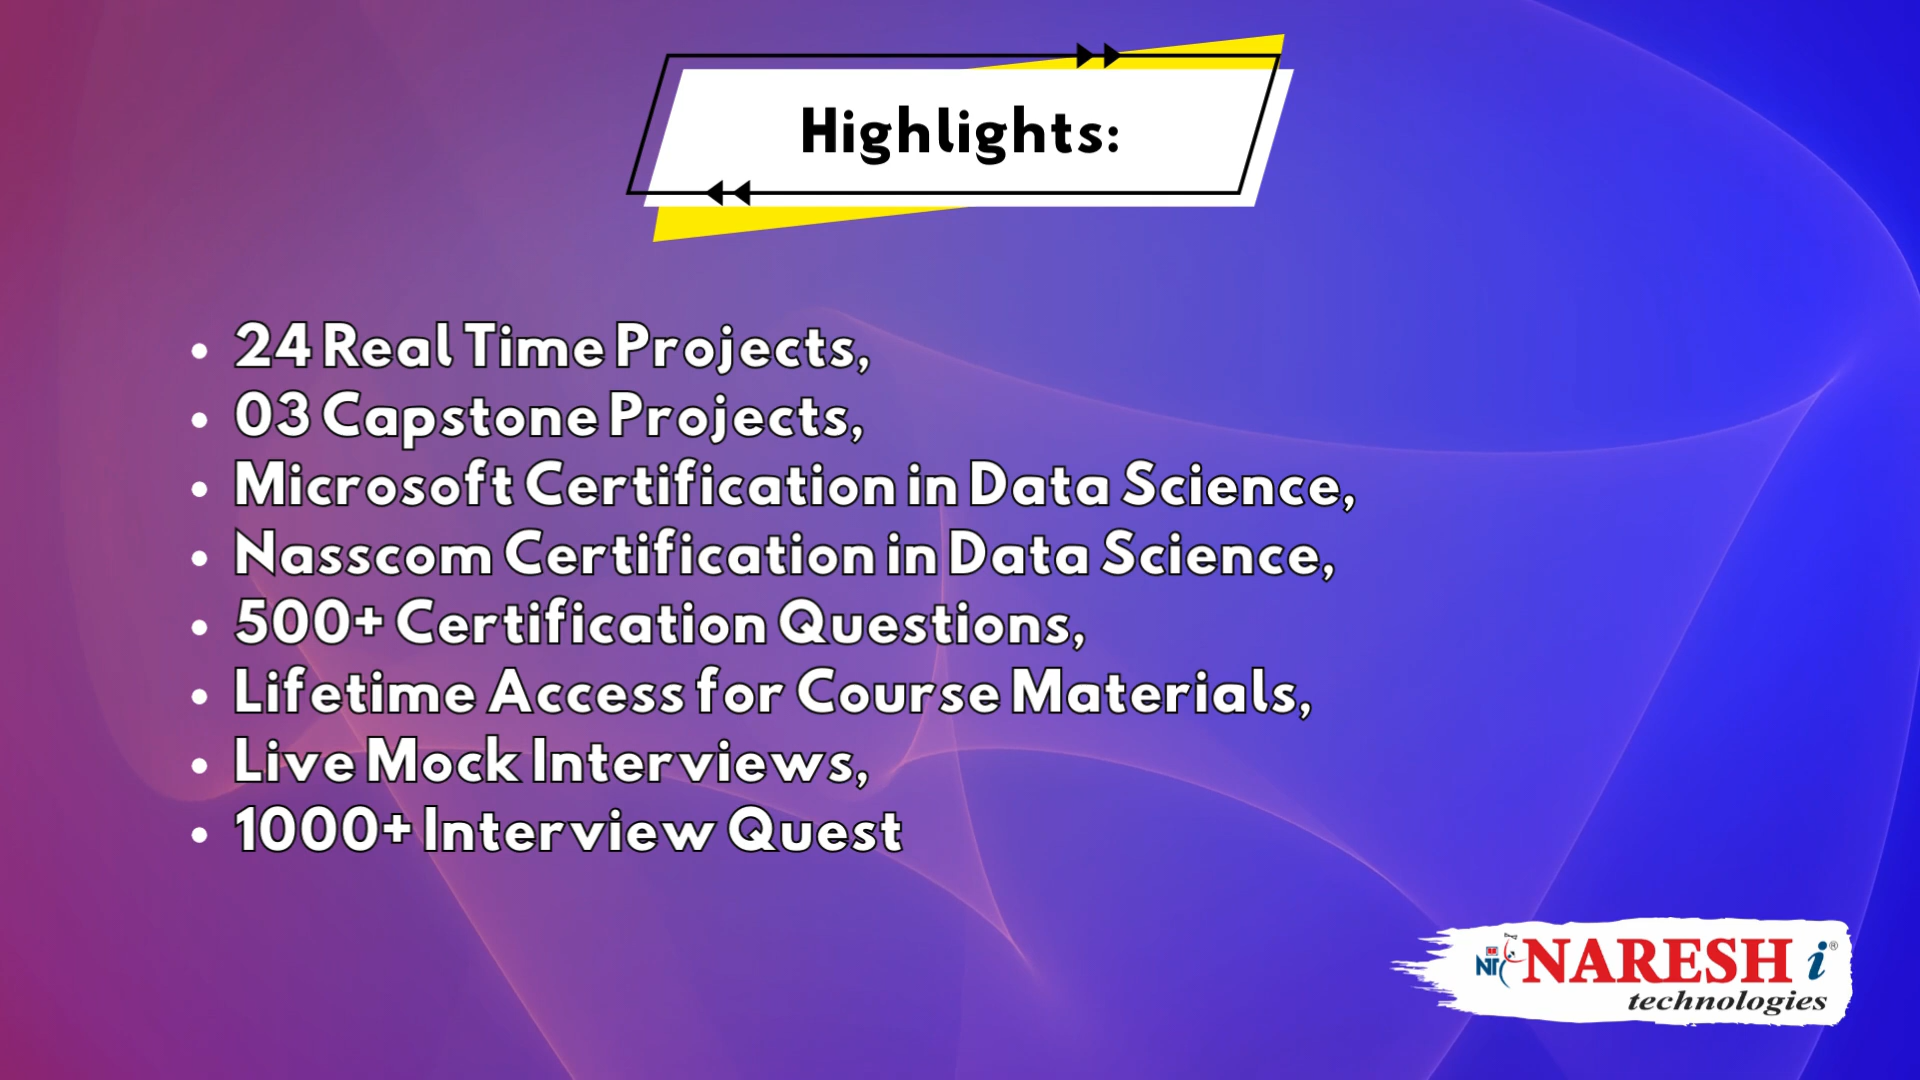 Highlights:
• 24 Real Time Projects,
• 03 Capstone Projects,
• Microsoft Certification in Data Science,
• Nasscom Certification in Data Science,
• 500+ Certification Questions,
• Lifetime Access for Course Materials,
• Live Mock Interviews,
• 1000+ Interview Quest
NT NARESH i®
technologies